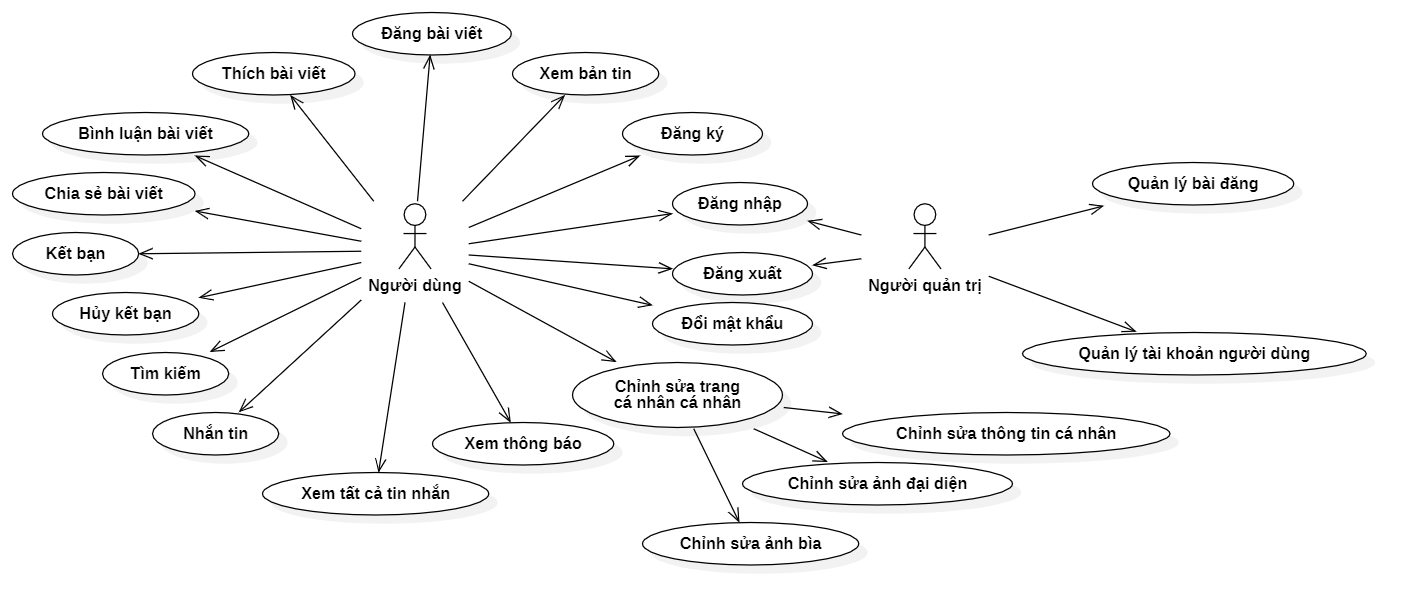 Đăng bài viết
Thích bài viết
Xem bản tin
Bình luận bài viết
Đăng ký
Chia sẻ bài viết
Đăng nhập
Quản lý bài đăng
Kết bạn
Đăng xuất
Người dùng
Người quản trị
Hủy kết bạn
Đổi mật khẩu
Tìm kiếm
Quản lý tài khoản người dùng
Chỉnh sửa trang
cá nhân cá nhân
Nhắn tin
Xem thông báo
Chỉnh sửa thông tin cá nhân
Xem tất cả tin nhắn
Chỉnh sửa ảnh đại diện
Chỉnh sửa ảnh bìa